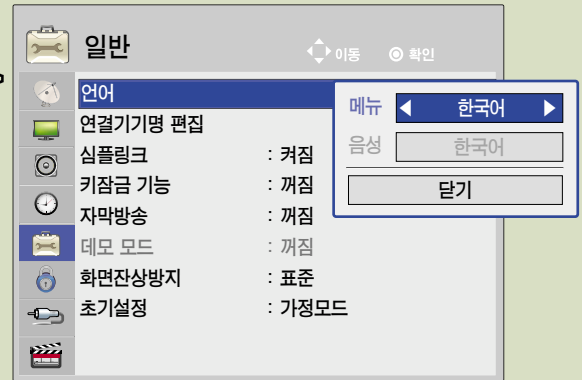 일반
이동 확인
언어
연결기기명 편집
심플링크 : 켜짐
키잠금 기능 : 꺼짐
자막방송 : 꺼짐
데모 모드 : 꺼짐
화면잔상방지 : 표준
초기설정 : 가정모드
메뉴 한국어
음성 한국어
닫기